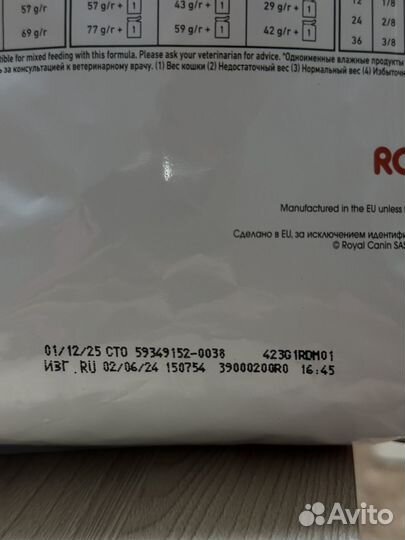 57 g/r 57 g/r + 1 43 g/r + 1 29 g/r + 1 12 1/8
69 g/r 77 g/r + 1 59 g/r + 1 42 g/r + 1 24 2/8
36 3/8
for mixed feeding with this formula. Please ask your veterinarian for advice. *Одноименные влажные продукты
за консультацией к ветеринарному врачу. (1) Вес кошки (2) Недостаточный вес (3) Нормальный вес (4)
RO
Manufactured in the EU unless
Сделано в EU, за исключением
© Royal Canin SAS
01/12/25 СТО 59349152-0038 423G1RDM01
ИЗГ.RU 02/06/24 150754 39000200R0 16:45
Avito